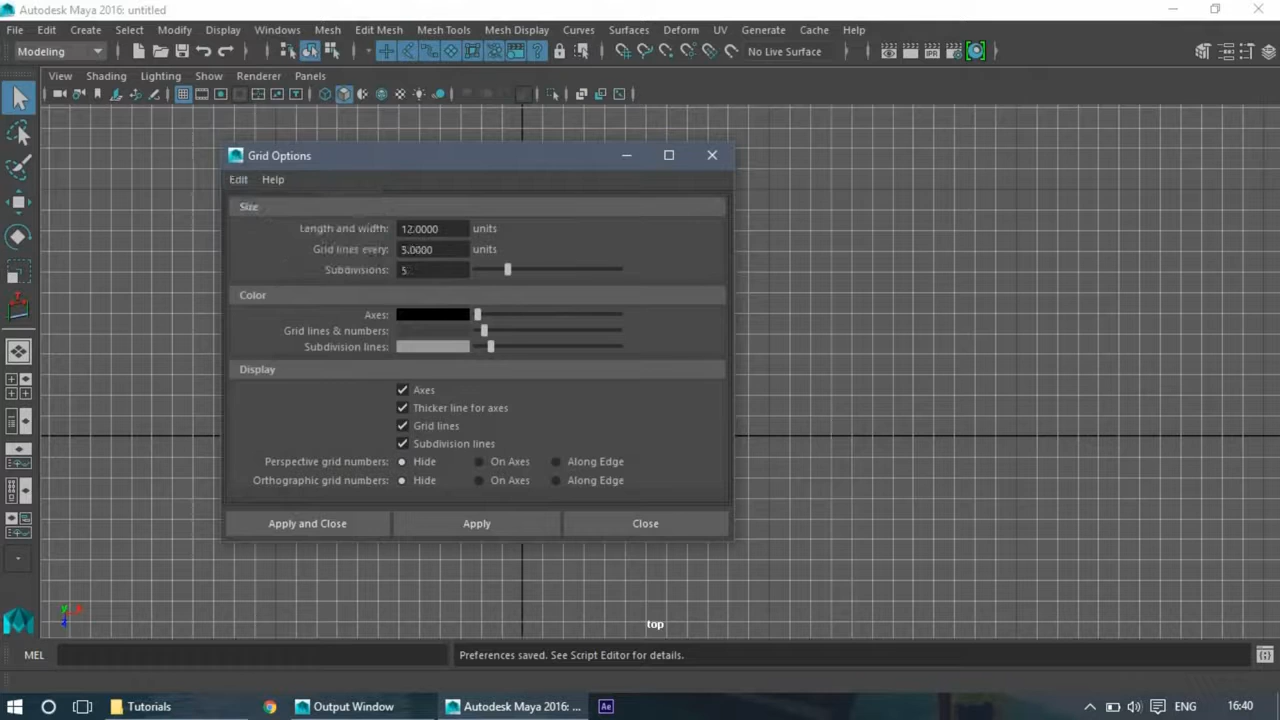 Autodesk Maya 2016: untitled
File Edit Create Select Modify Display Windows Mesh Edit Mesh Mesh Tools Mesh Display Curves Surfaces Deform UV Generate Cache Help
Modeling No Live Surface
View Shading Lighting Show Renderer Panels
IPR
Grid Options
Edit Help
Size
Length and width: 12.0000 units
Grid lines every: 5.0000 units
Subdivisions: 5
Color
Axes:
Grid lines & numbers:
Subdivision lines:
Display
Axes
Thicker line for axes
Grid lines
Subdivision lines
Perspective grid numbers: Hide On Axes Along Edge
Orthographic grid numbers: Hide On Axes Along Edge
Apply and Close Apply Close
y
z
top
MEL Preferences saved. See Script Editor for details.
Tutorials Output Window Autodesk Maya 2016: ... Ae ENG 16:40